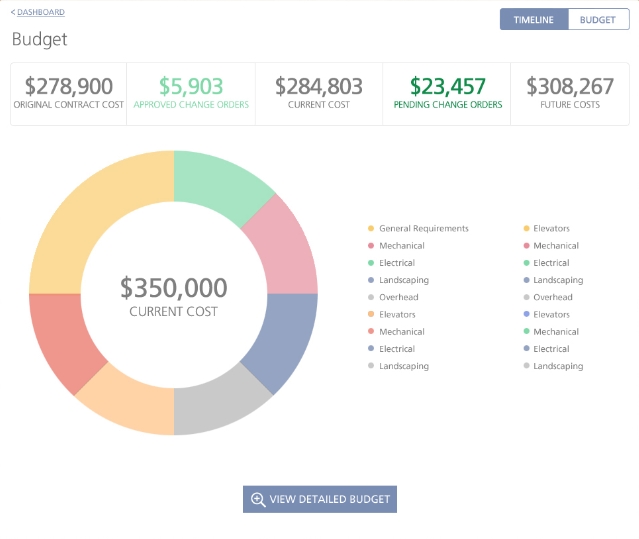 < DASHBOARD
TIMELINE BUDGET
Budget
$278,900 $5,903 $284,803 $23,457 $308,267
ORIGINAL CONTRACT COST APPROVED CHANGE ORDERS CURRENT COST PENDING CHANGE ORDERS FUTURE COSTS
General Requirements Elevators
Mechanical Mechanical
Electrical Electrical
Landscaping Landscaping
Overhead Overhead
Elevators Elevators
Mechanical Mechanical
Electrical Electrical
Landscaping Landscaping
$350,000
CURRENT COST
VIEW DETAILED BUDGET